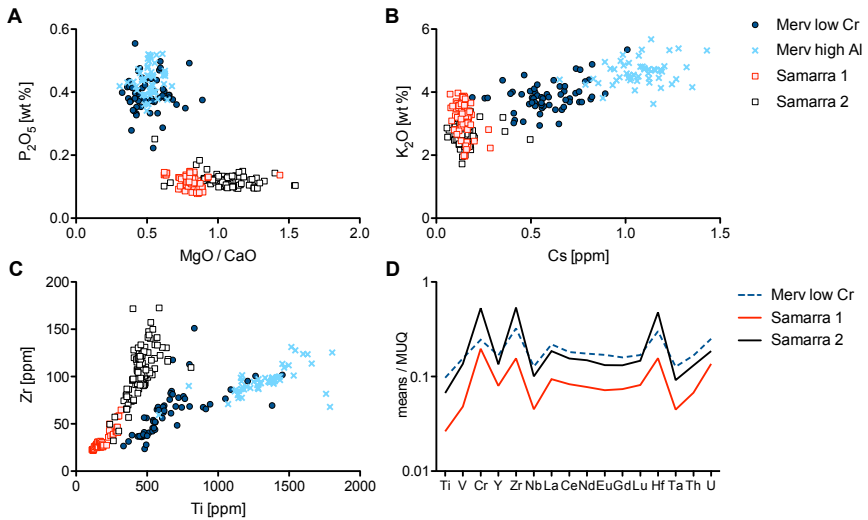 A
P₂O₅ [wt %]
0.6
0.4
0.2
0.0
0.0 0.5 1.0 1.5 2.0
MgO / CaO
B
K₂O [wt %]
6
4
2
0
0.0 0.5 1.0 1.5
Cs [ppm]
Merv low Cr
Merv high Al
Samarra 1
Samarra 2
C
Zr [ppm]
200
150
100
50
0
0 500 1000 1500 2000
Ti [ppm]
D
means / MUQ
1
0.1
0.01
Ti V Cr Y Zr Nb La Ce Nd Eu Gd Lu Hf Ta Th U
Merv low Cr
Samarra 1
Samarra 2